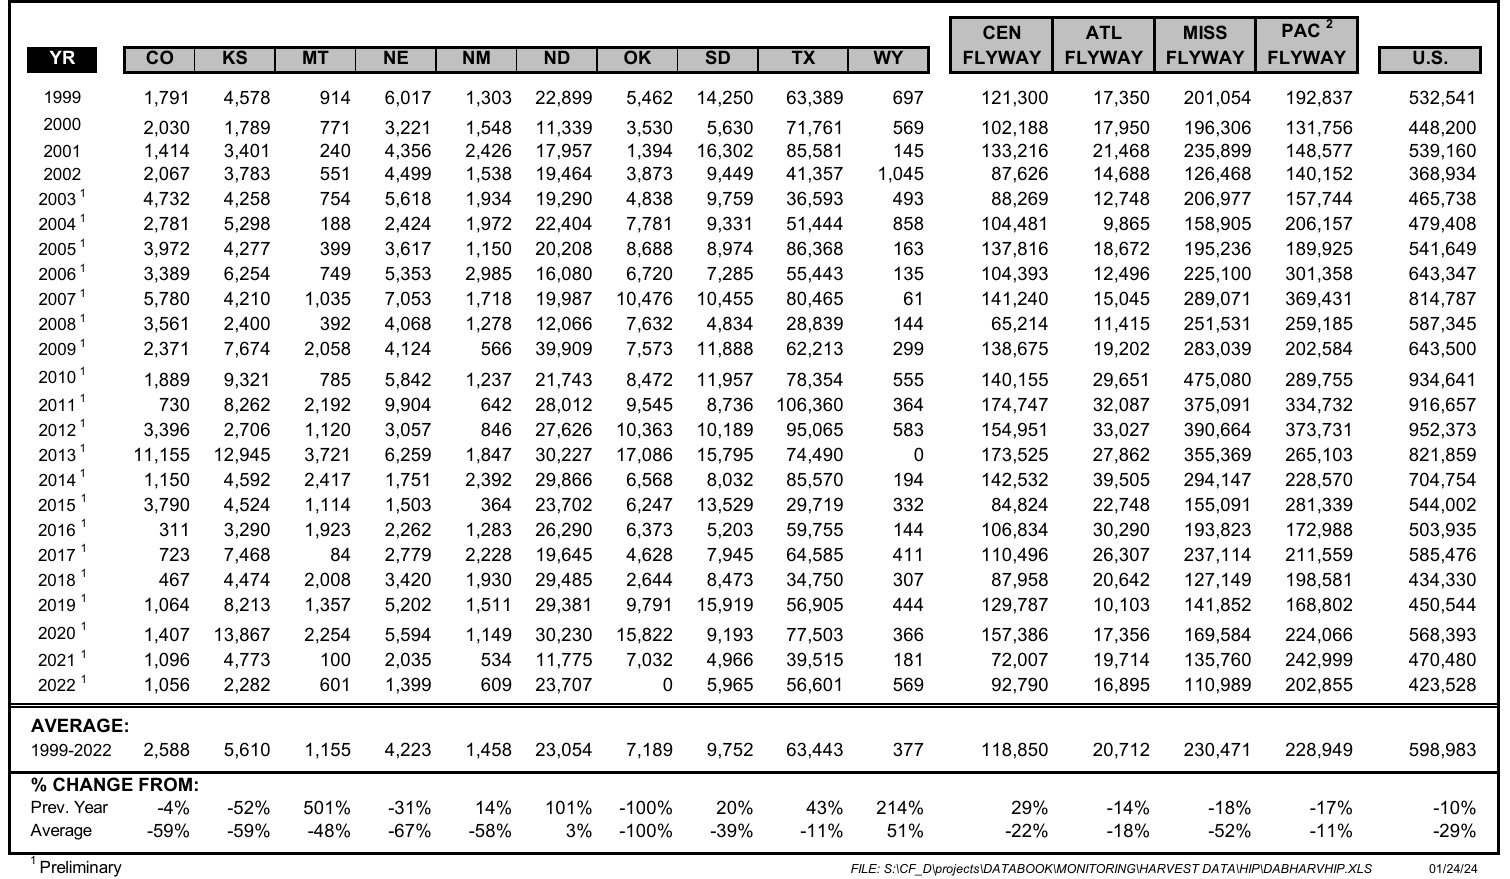 CEN ATL MISS PAC 2
YR CO KS MT NE NM ND OK SD TX WY FLYWAY FLYWAY FLYWAY FLYWAY U.S.
1999 1,791 4,578 914 6,017 1,303 22,899 5,462 14,250 63,389 697 121,300 17,350 201,054 192,837 532,541
2000 2,030 1,789 771 3,221 1,548 11,339 3,530 5,630 71,761 569 102,188 17,950 196,306 131,756 448,200
2001 1,414 3,401 240 4,356 2,426 17,957 1,394 16,302 85,581 145 133,216 21,468 235,899 148,577 539,160
2002 2,067 3,783 551 4,499 1,538 19,464 3,873 9,449 41,357 1,045 87,626 14,688 126,468 140,152 368,934
2003 1 4,732 4,258 754 5,618 1,934 19,290 4,838 9,759 36,593 493 88,269 12,748 206,977 157,744 465,738
2004 1 2,781 5,298 188 2,424 1,972 22,404 7,781 9,331 51,444 858 104,481 9,865 158,905 206,157 479,408
2005 1 3,972 4,277 399 3,617 1,150 20,208 8,688 8,974 86,368 163 137,816 18,672 195,236 189,925 541,649
2006 1 3,389 6,254 749 5,353 2,985 16,080 6,720 7,285 55,443 135 104,393 12,496 225,100 301,358 643,347
2007 1 5,780 4,210 1,035 7,053 1,718 19,987 10,476 10,455 80,465 61 141,240 15,045 289,071 369,431 814,787
2008 1 3,561 2,400 392 4,068 1,278 12,066 7,632 4,834 28,839 144 65,214 11,415 251,531 259,185 587,345
2009 1 2,371 7,674 2,058 4,124 566 39,909 7,573 11,888 62,213 299 138,675 19,202 283,039 202,584 643,500
2010 1 1,889 9,321 785 5,842 1,237 21,743 8,472 11,957 78,354 555 140,155 29,651 475,080 289,755 934,641
2011 1 730 8,262 2,192 9,904 642 28,012 9,545 8,736 106,360 364 174,747 32,087 375,091 334,732 916,657
2012 1 3,396 2,706 1,120 3,057 846 27,626 10,363 10,189 95,065 583 154,951 33,027 390,664 373,731 952,373
2013 1 11,155 12,945 3,721 6,259 1,847 30,227 17,086 15,795 74,490 0 173,525 27,862 355,369 265,103 821,859
2014 1 1,150 4,592 2,417 1,751 2,392 29,866 6,568 8,032 85,570 194 142,532 39,505 294,147 228,570 704,754
2015 1 3,790 4,524 1,114 1,503 364 23,702 6,247 13,529 29,719 332 84,824 22,748 155,091 281,339 544,002
2016 1 311 3,290 1,923 2,262 1,283 26,290 6,373 5,203 59,755 144 106,834 30,290 193,823 172,988 503,935
2017 1 723 7,468 84 2,779 2,228 19,645 4,628 7,945 64,585 411 110,496 26,307 237,114 211,559 585,476
2018 1 467 4,474 2,008 3,420 1,930 29,485 2,644 8,473 34,750 307 87,958 20,642 127,149 198,581 434,330
2019 1 1,064 8,213 1,357 5,202 1,511 29,381 9,791 15,919 56,905 444 129,787 10,103 141,852 168,802 450,544
2020 1 1,407 13,867 2,254 5,594 1,149 30,230 15,822 9,193 77,503 366 157,386 17,356 169,584 224,066 568,393
2021 1 1,096 4,773 100 2,035 534 11,775 7,032 4,966 39,515 181 72,007 19,714 135,760 242,999 470,480
2022 1 1,056 2,282 601 1,399 609 23,707 0 5,965 56,601 569 92,790 16,895 110,989 202,855 423,528
AVERAGE:
1999-2022 2,588 5,610 1,155 4,223 1,458 23,054 7,189 9,752 63,443 377 118,850 20,712 230,471 228,949 598,983
% CHANGE FROM:
Prev. Year -4% -52% 501% -31% 14% 101% -100% 20% 43% 214% 29% -14% -18% -17% -10%
Average -59% -59% -48% -67% -58% 3% -100% -39% -11% 51% -22% -18% -52% -11% -29%
1 Preliminary FILE: S:\CF_D\projects\DATABOOK\MONITORING\HARVEST DATA\HIP\DABHARVHIP.XLS 01/24/24